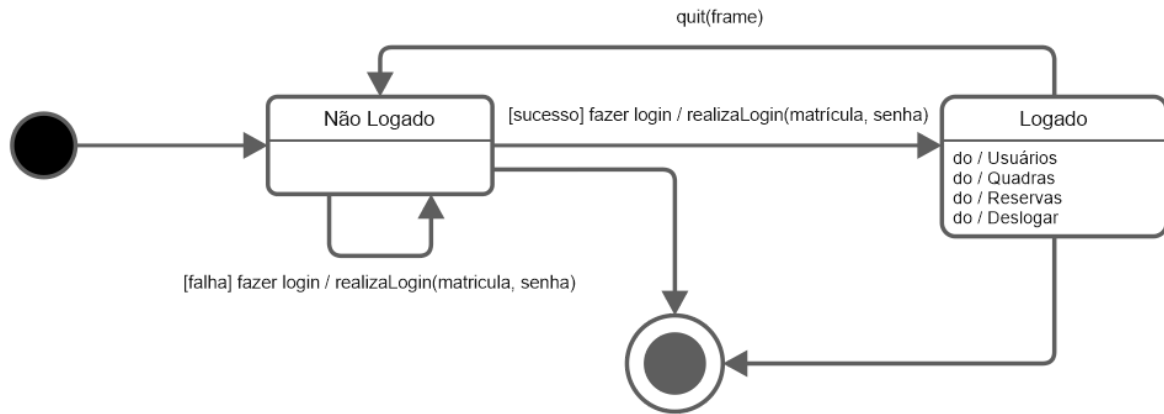 quit(frame)
Não Logado
[sucesso] fazer login / realizaLogin(matrícula, senha)
Logado
do / Usuários
do / Quadras
do / Reservas
do / Deslogar
[falha] fazer login / realizaLogin(matricula, senha)